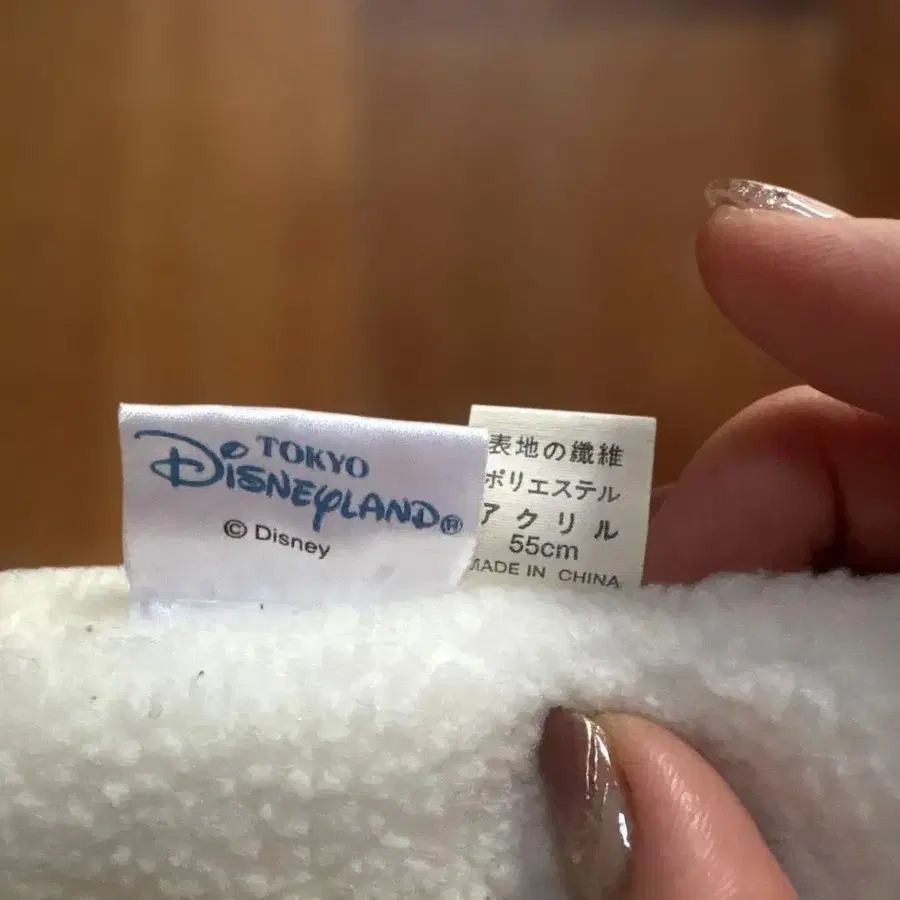 TOKYO
DISNEYLAND®
© Disney
表地の繊維
ポリエステル
アクリル
55cm
MADE IN CHINA